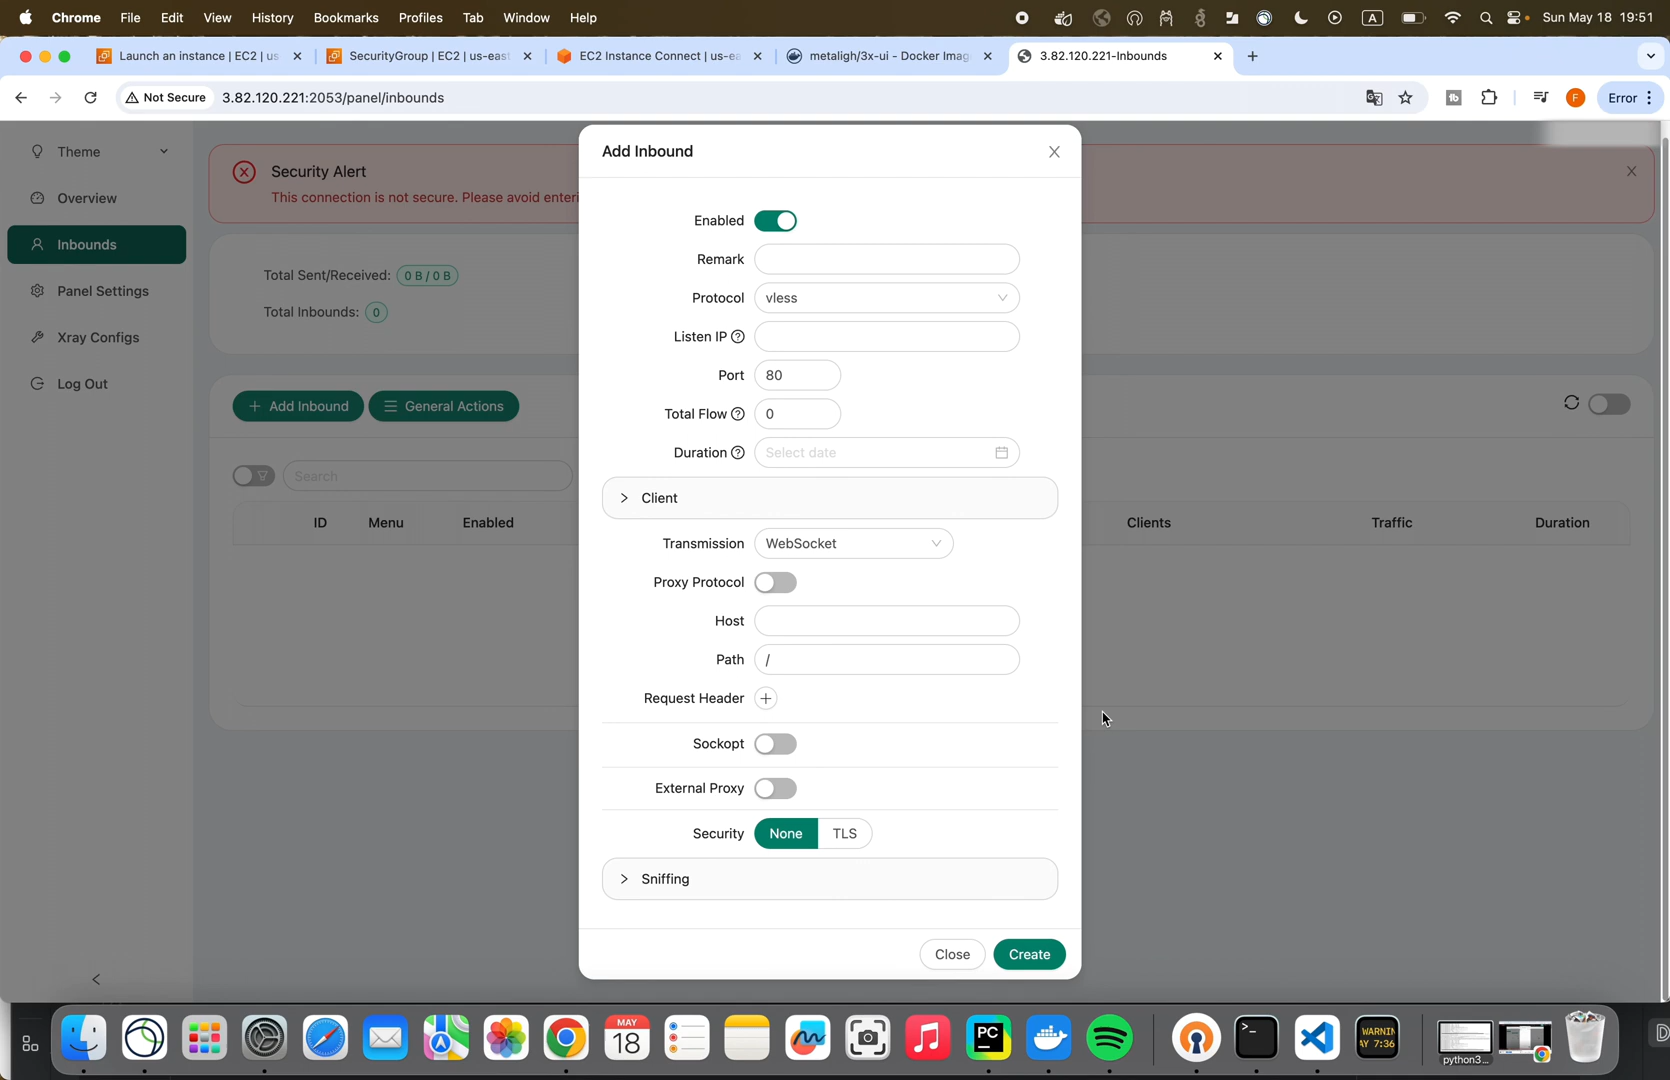 Chrome File Edit View History Bookmarks Profiles Tab Window Help A Sun May 18 19:51
Launch an instance | EC2 | us SecurityGroup | EC2 | us-east EC2 Instance Connect | us-ea metaligh/3x-ui - Docker Imag 3.82.120.221-Inbounds
Not Secure 3.82.120.221:2053/panel/inbounds tb F Error
Theme
Overview
Inbounds
Panel Settings
Xray Configs
Log Out
Security Alert
This connection is not secure. Please avoid enteri
Total Sent/Received: 0 B / 0 B
Total Inbounds: 0
Add Inbound General Actions
Search
ID Menu Enabled Clients Traffic Duration
Add Inbound
Enabled
Remark
Protocol vless
Listen IP ?
Port 80
Total Flow ? 0
Duration ? Select date
Client
Transmission WebSocket
Proxy Protocol
Host
Path /
Request Header +
Sockopt
External Proxy
Security None TLS
Sniffing
Close Create
MAY
18
PC
WARNIN
AY 7:36
python3...
D